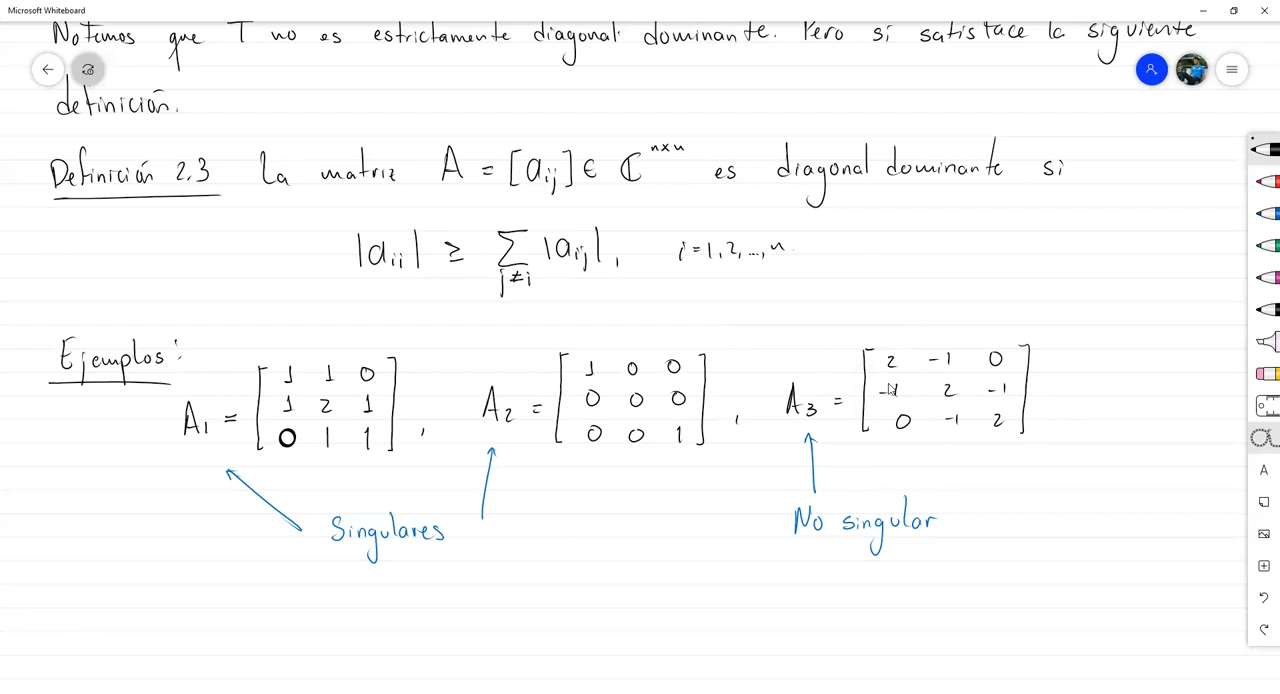 Microsoft Whiteboard
Notemos que T no es estrictamente diagonal dominante. Pero si satisface la siguiente
definición.
Definición 2.3 La matriz A = [aij] ∈ ℂ^{n×n} es diagonal dominante si
|aii| ≥ ∑_{j≠i} |aij|, i=1,2,...,n.
Ejemplos:
A1 = [1 1 0; 1 2 1; 0 1 1], A2 = [1 0 0; 0 0 0; 0 0 1], A3 = [2 -1 0; -1 2 -1; 0 -1 2]
Singulares No singular